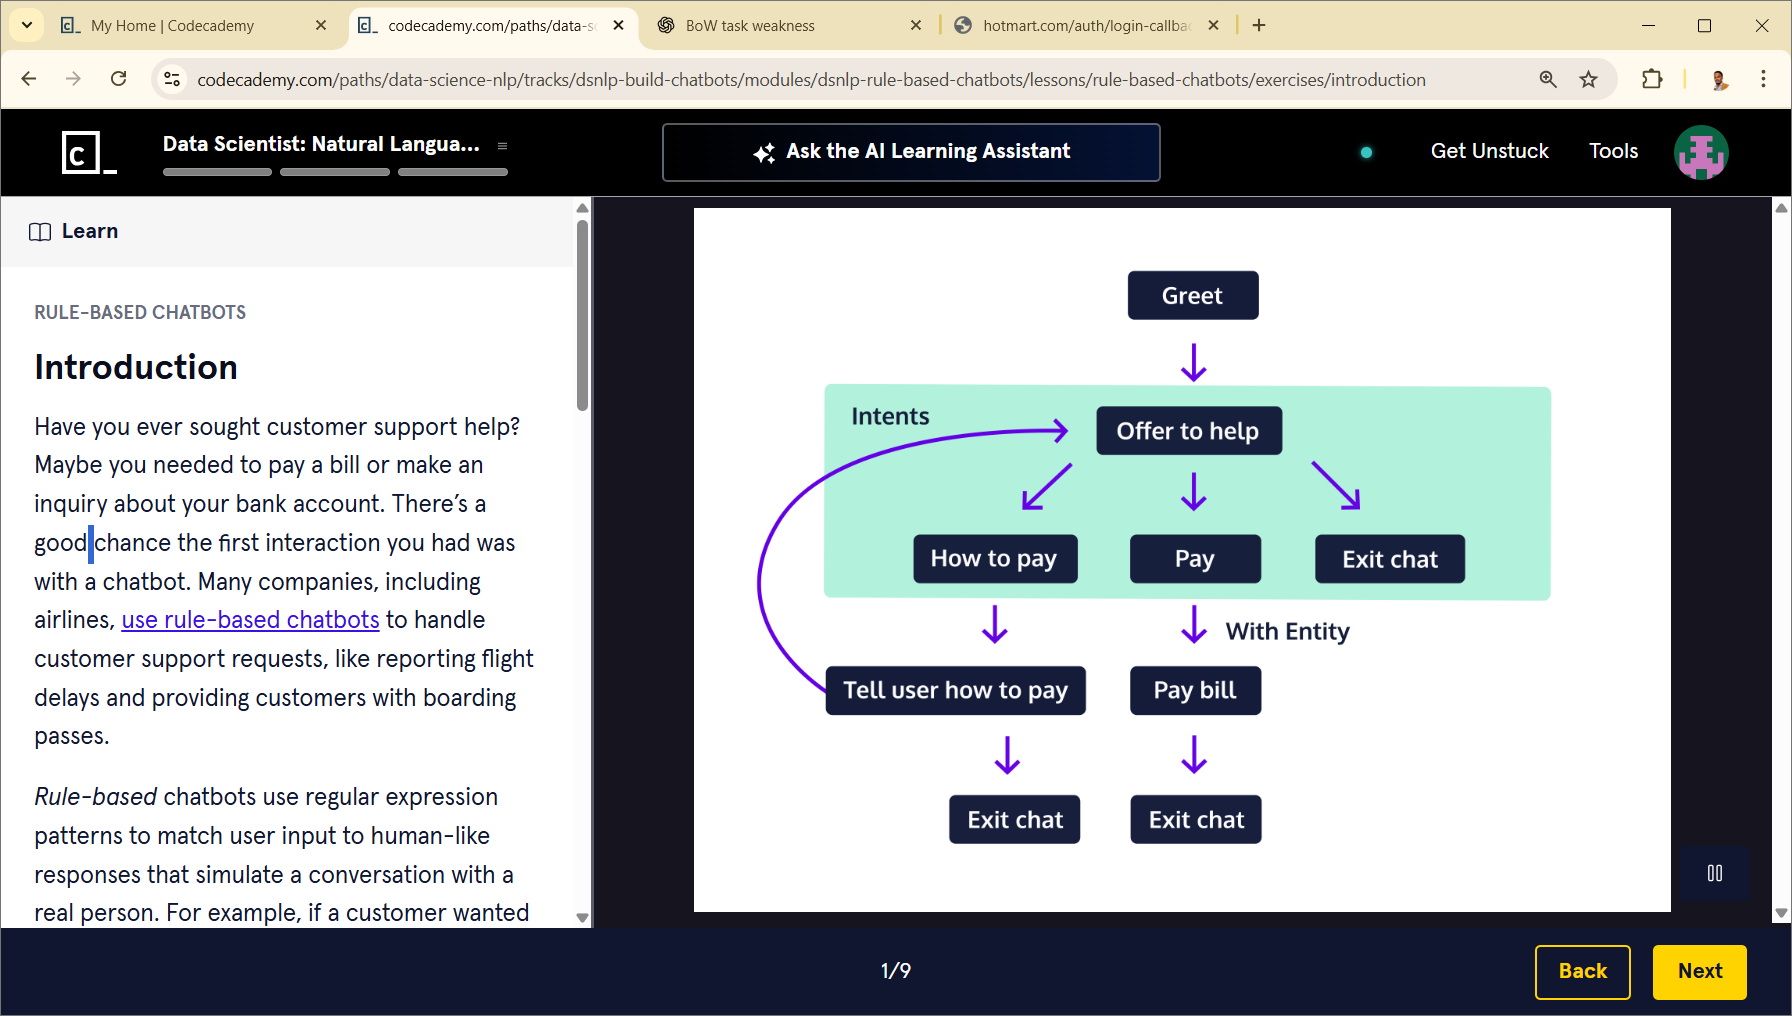 My Home | Codecademy
codecademy.com/paths/data-sc
BoW task weakness
hotmart.com/auth/login-callba
codecademy.com/paths/data-science-nlp/tracks/dsnlp-build-chatbots/modules/dsnlp-rule-based-chatbots/lessons/rule-based-chatbots/exercises/introduction
Data Scientist: Natural Langua...
Ask the AI Learning Assistant
Get Unstuck
Tools
Learn
RULE-BASED CHATBOTS
Introduction
Have you ever sought customer support help?
Maybe you needed to pay a bill or make an
inquiry about your bank account. There’s a
good chance the first interaction you had was
with a chatbot. Many companies, including
airlines, use rule-based chatbots to handle
customer support requests, like reporting flight
delays and providing customers with boarding
passes.
Rule-based chatbots use regular expression
patterns to match user input to human-like
responses that simulate a conversation with a
real person. For example, if a customer wanted
Greet
Intents
Offer to help
How to pay
Pay
Exit chat
With Entity
Tell user how to pay
Pay bill
Exit chat
Exit chat
1/9
Back
Next